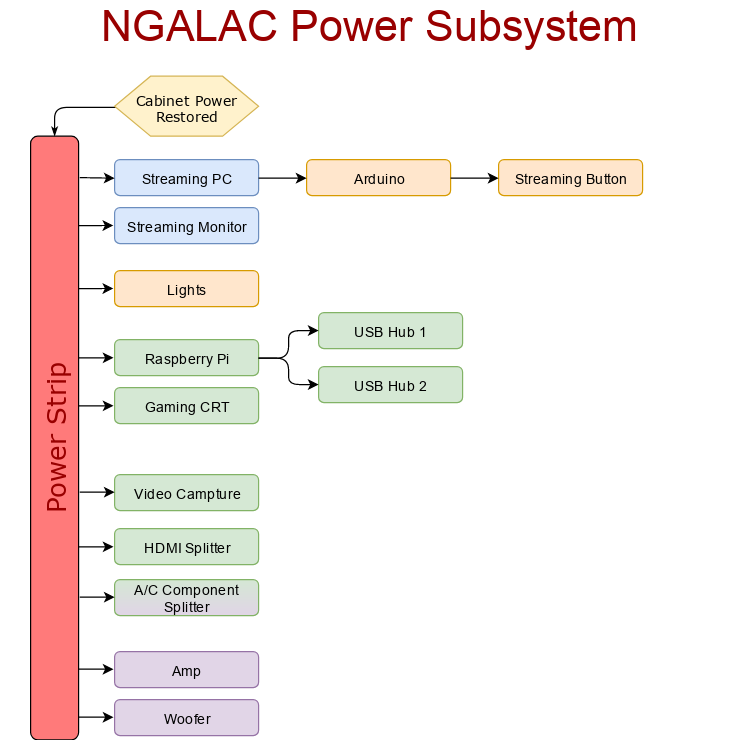 NGALAC Power Subsystem
Cabinet Power
Restored
Streaming PC
Arduino
Streaming Button
Streaming Monitor
Lights
Raspberry Pi
USB Hub 1
USB Hub 2
Gaming CRT
Power Strip
Video Campture
HDMI Splitter
A/C Component
Splitter
Amp
Woofer